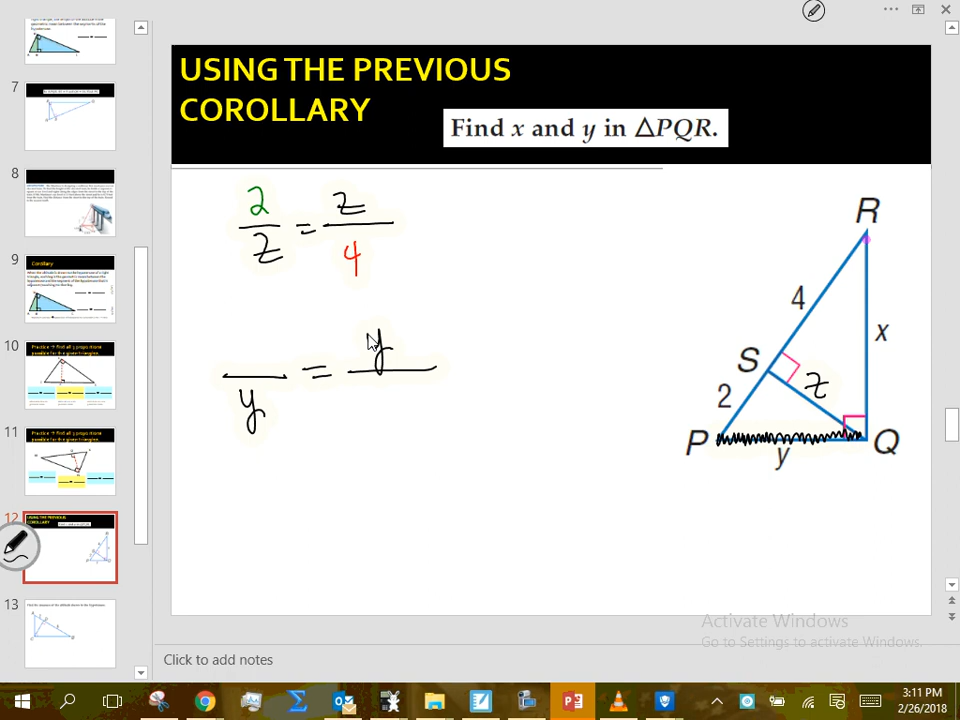 USING THE PREVIOUS
COROLLARY
Find x and y in △PQR.
2/z = z/4
/y = y/
R
4
x
S
z
2
P
y
Q
7
8
9
Corollary
10
11
12
13
Click to add notes
Activate Windows
Go to Settings to activate Windows.
3:11 PM
2/26/2018